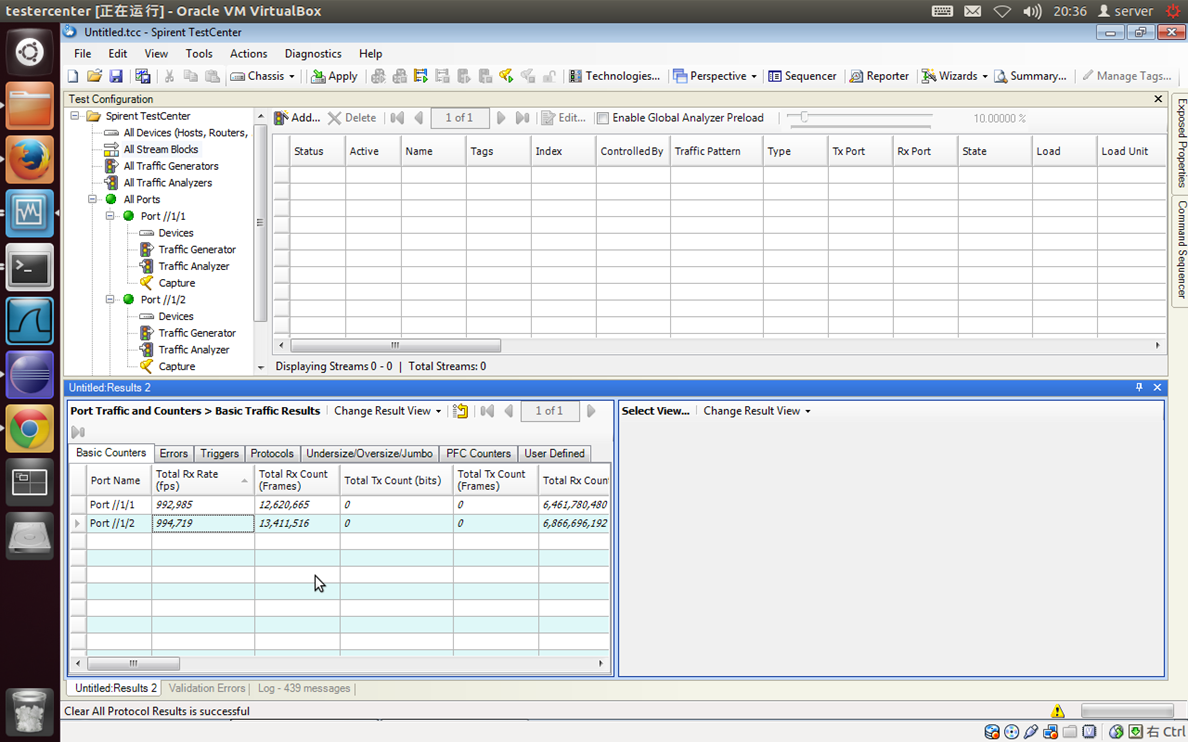 testercenter [正在运行] - Oracle VM VirtualBox
20:36 server
Untitled.tcc - Spirent TestCenter
File Edit View Tools Actions Diagnostics Help
Chassis Apply Technologies... Perspective Sequencer Reporter Wizards Summary... Manage Tags...
Test Configuration
Spirent TestCenter
All Devices (Hosts, Routers,
All Stream Blocks
All Traffic Generators
All Traffic Analyzers
All Ports
Port //1/1
Devices
Traffic Generator
Traffic Analyzer
Capture
Port //1/2
Devices
Traffic Generator
Traffic Analyzer
Capture
Add... Delete 1 of 1 Edit... Enable Global Analyzer Preload 10.00000 %
Status Active Name Tags Index ControlledBy Traffic Pattern Type Tx Port Rx Port State Load Load Unit
Displaying Streams 0 - 0 | Total Streams: 0
Exposed Properties
Command Sequencer
Untitled:Results 2
Port Traffic and Counters > Basic Traffic Results Change Result View 1 of 1
Select View... Change Result View
Basic Counters Errors Triggers Protocols Undersize/Oversize/Jumbo PFC Counters User Defined
Port Name Total Rx Rate (fps) Total Rx Count (Frames) Total Tx Count (bits) Total Tx Count (Frames) Total Rx Coun
Port //1/1 992,985 12,620,665 0 0 6,461,780,480
Port //1/2 994,719 13,411,516 0 0 6,866,696,192
Untitled:Results 2 Validation Errors | Log - 439 messages |
Clear All Protocol Results is successful
右 Ctrl